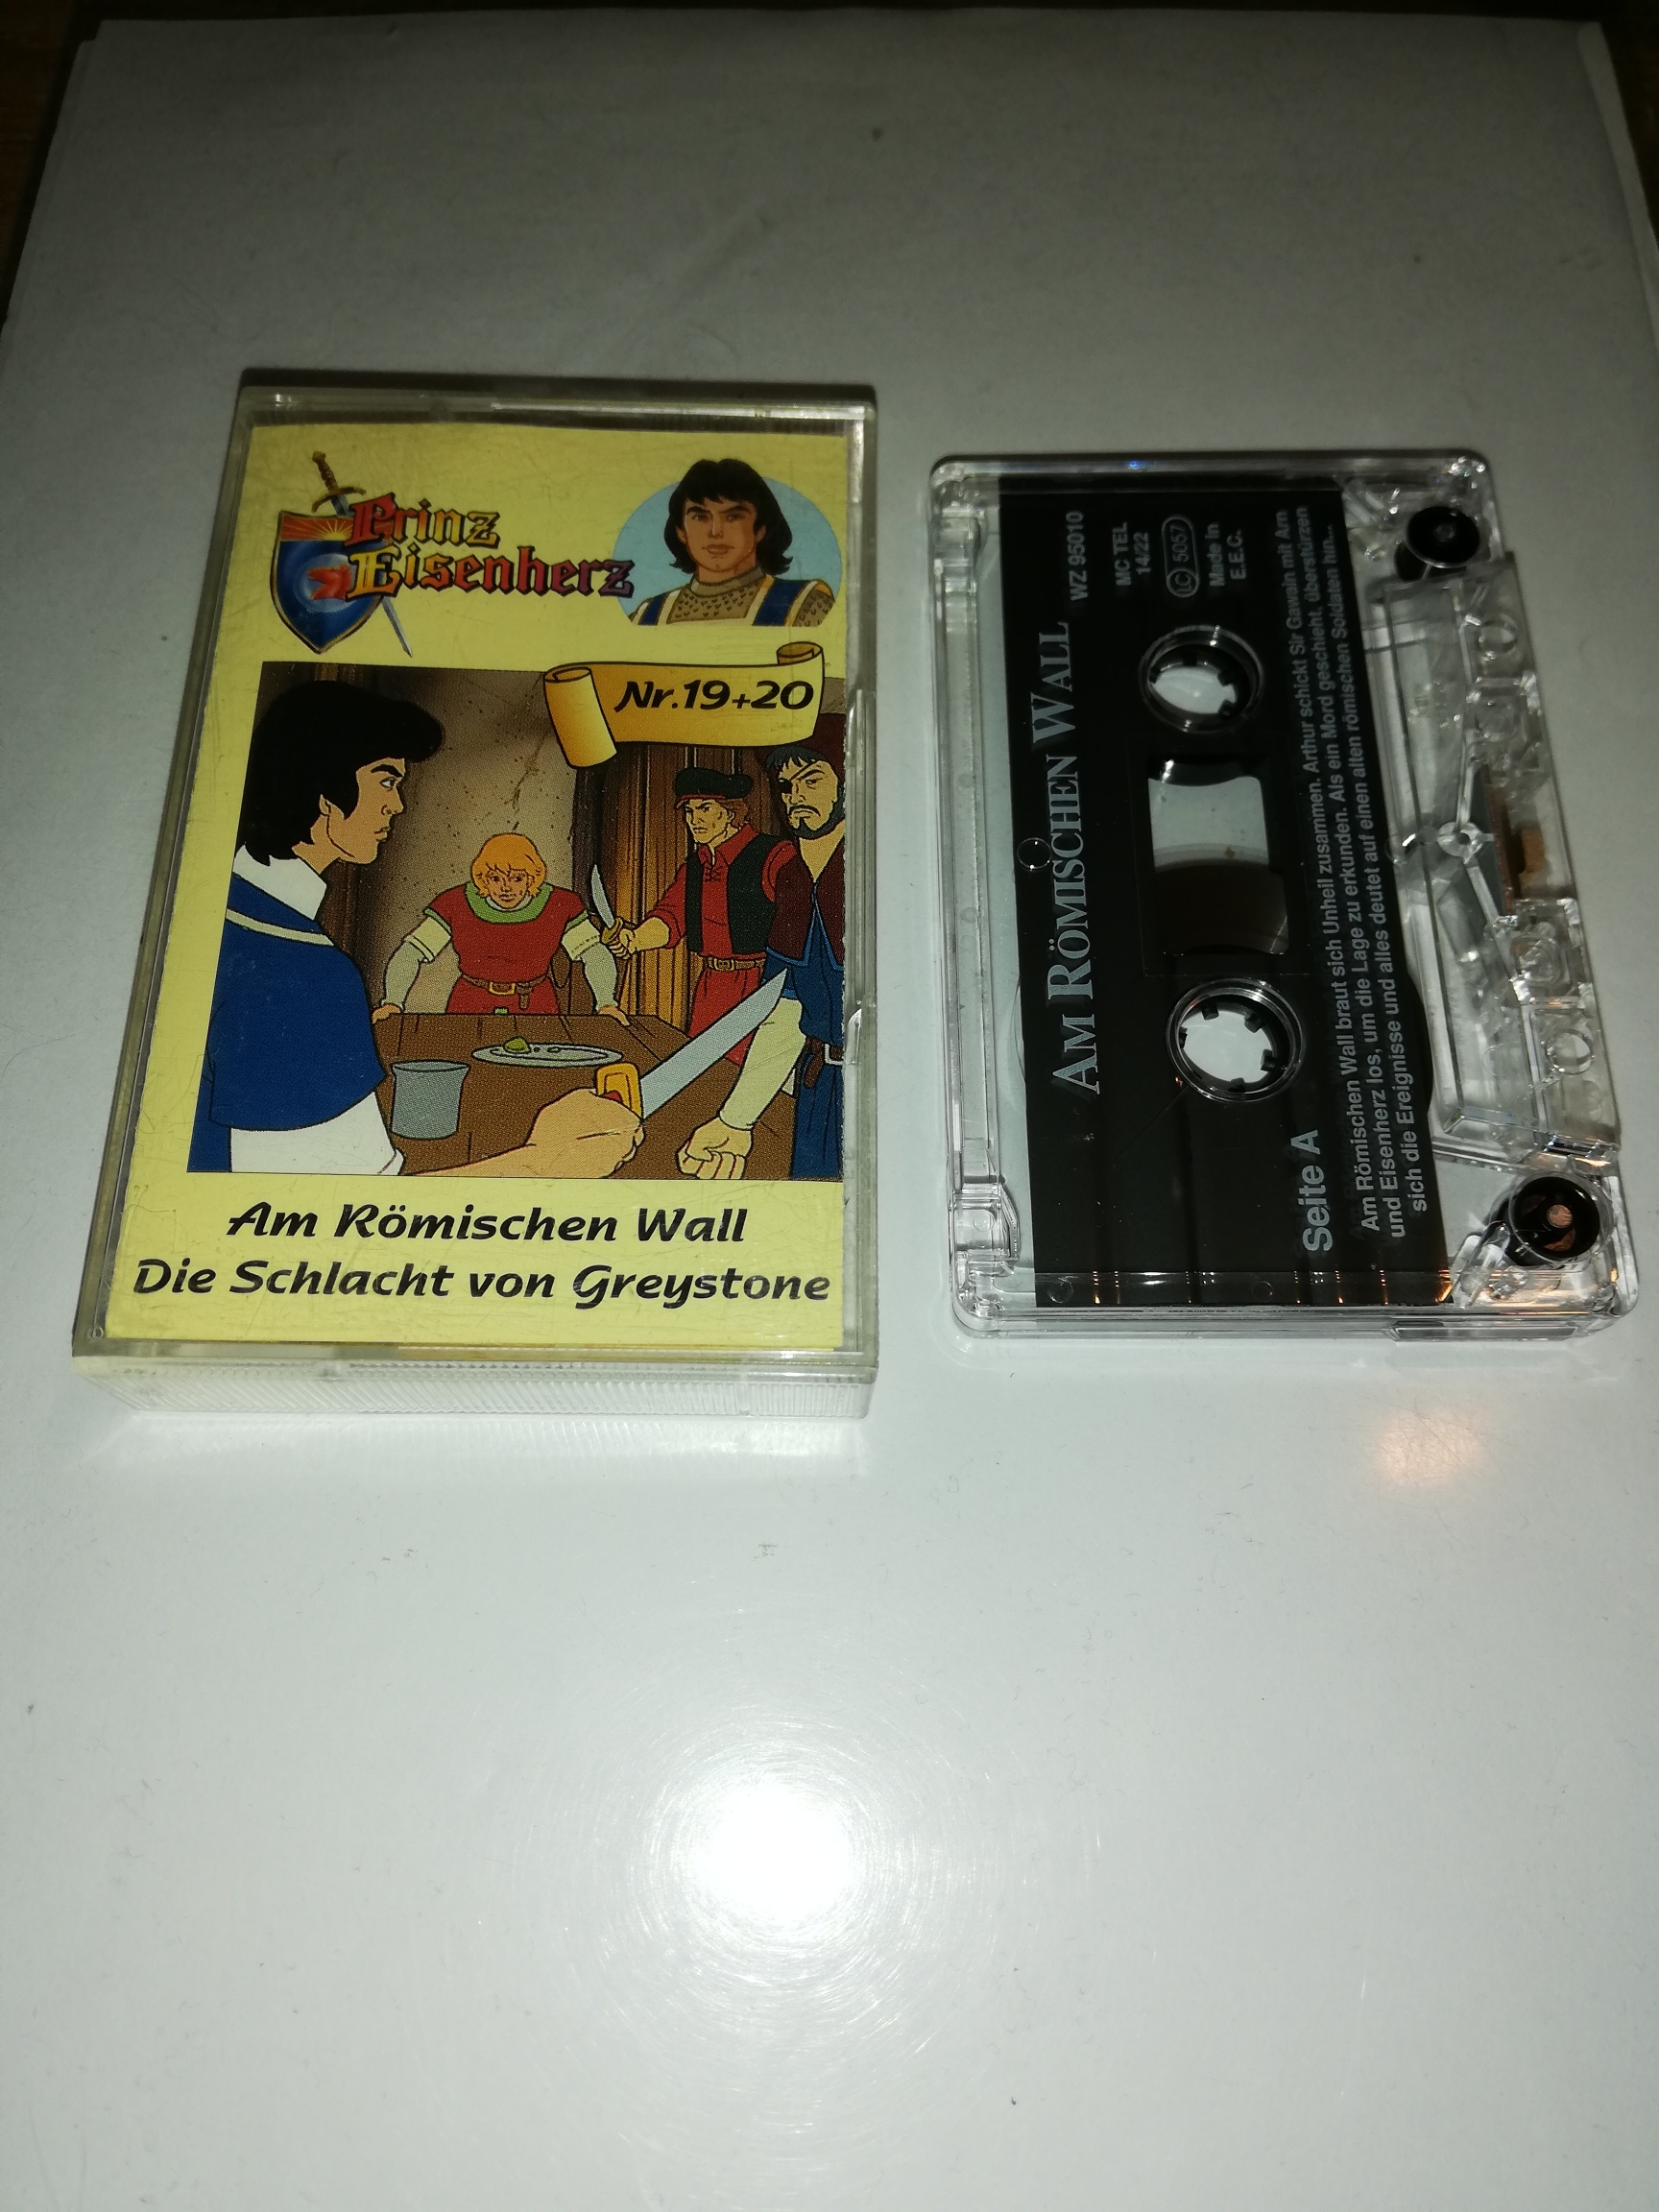 Prinz
Eisenherz
Nr.19+20
Am Römischen Wall
Die Schlacht von Greystone
AM RÖMISCHEN WALL
WZ 95010
MC TEL
14/22
C 5057
Made In
E.E.C.
Seite A
Am Römischen Wall braut sich Unheil zusammen. Arthur schickt Sir Gawain mit Arn
und Eisenherz los, um die Lage zu erkunden. Als ein Mord geschieht, überstürzen
sich die Ereignisse und alles deutet auf einen alten römischen Soldaten hin...